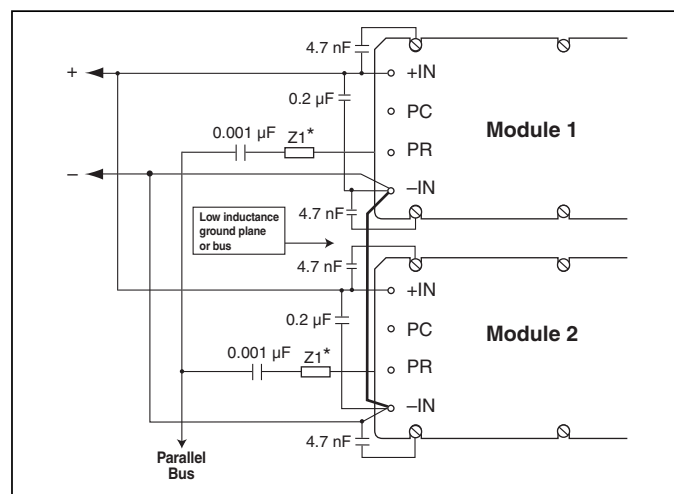 4.7 nF
+
+IN
0.2 µF
PC
Module 1
0.001 µF
Z1*
PR
–
–IN
4.7 nF
Low inductance
ground plane
or bus
4.7 nF
+IN
0.2 µF
PC
Module 2
0.001 µF
Z1*
PR
–IN
4.7 nF
Parallel
Bus